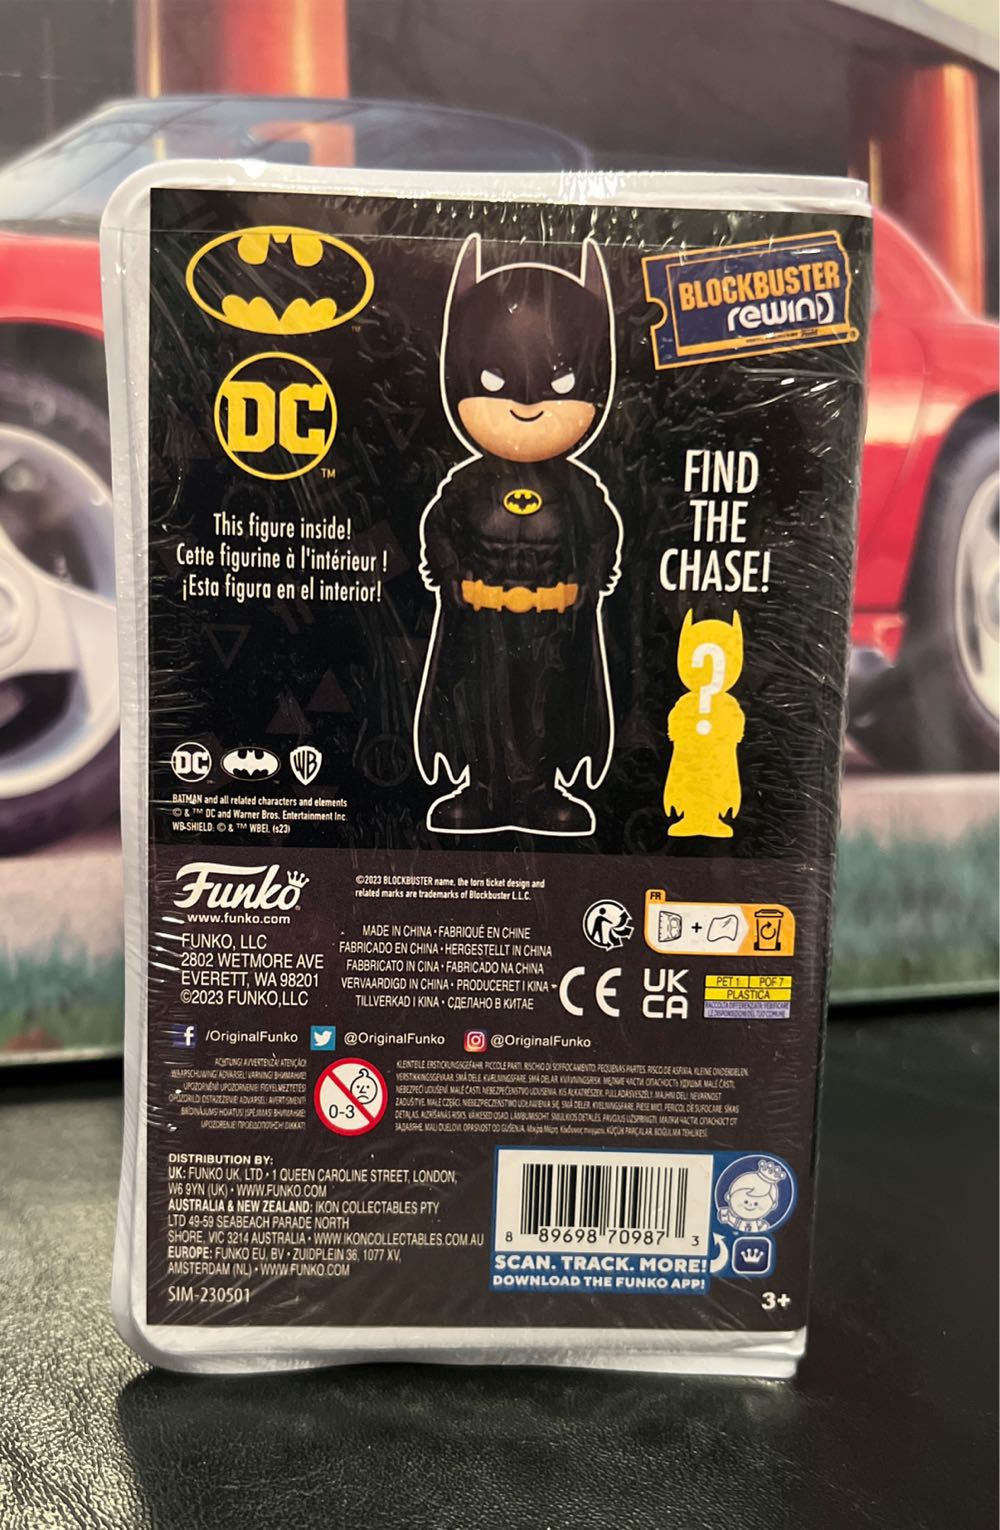 BLOCKBUSTER
rewind
DC
TM
This figure inside!
Cette figurine à l'intérieur !
¡Esta figura en el interior!
FIND
THE
CHASE!
?
DC
WB
BATMAN and all related characters and elements
© & ™ DC and Warner Bros. Entertainment Inc.
WB SHIELD: © & ™ WBEI. (s23)
Funko
www.funko.com
FUNKO, LLC
2802 WETMORE AVE
EVERETT, WA 98201
©2023 FUNKO,LLC
©2023 BLOCKBUSTER name, the torn ticket design and
related marks are trademarks of Blockbuster L.L.C.
MADE IN CHINA • FABRIQUÉ EN CHINE
FABRICADO EN CHINA • HERGESTELLT IN CHINA
FABBRICATO IN CINA • FABRICADO NA CHINA
VERVAARDIGD IN CHINA • PRODUCERET I KINA •
TILLVERKAD I KINA • СДЕЛАНО В КИТАЕ
FR
+
CE
UK
CA
PET 1 | POF 7
PLASTICA
f /OriginalFunko
@OriginalFunko
@OriginalFunko
0-3
DISTRIBUTION BY:
UK: FUNKO UK, LTD • 1 QUEEN CAROLINE STREET, LONDON,
W6 9YN (UK) • WWW.FUNKO.COM
AUSTRALIA & NEW ZEALAND: IKON COLLECTABLES PTY
LTD 49-59 SEABEACH PARADE NORTH
SHORE, VIC 3214 AUSTRALIA • WWW.IKONCOLLECTABLES.COM.AU
EUROPE: FUNKO EU, BV • ZUIDPLEIN 36, 1077 XV,
AMSTERDAM (NL) • WWW.FUNKO.COM
SIM-230501
8 89698 70987 3
SCAN. TRACK. MORE!
DOWNLOAD THE FUNKO APP!
3+